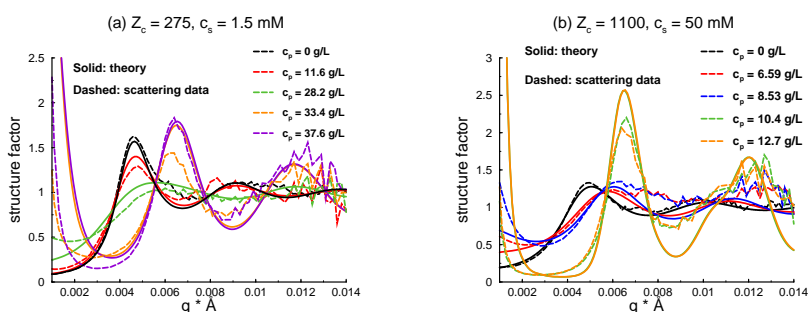 (a) Z_c = 275, c_s = 1.5 mM
structure factor
2.5
2
1.5
1
0.5
0
Solid: theory
Dashed: scattering data
c_p = 0 g/L
c_p = 11.6 g/L
c_p = 28.2 g/L
c_p = 33.4 g/L
c_p = 37.6 g/L
0.002 0.004 0.006 0.008 0.01 0.012 0.014
q * Å
(b) Z_c = 1100, c_s = 50 mM
structure factor
3
2.5
2
1.5
1
0.5
0
Solid: theory
Dashed: scattering data
c_p = 0 g/L
c_p = 6.59 g/L
c_p = 8.53 g/L
c_p = 10.4 g/L
c_p = 12.7 g/L
0.002 0.004 0.006 0.008 0.01 0.012 0.014
q * Å